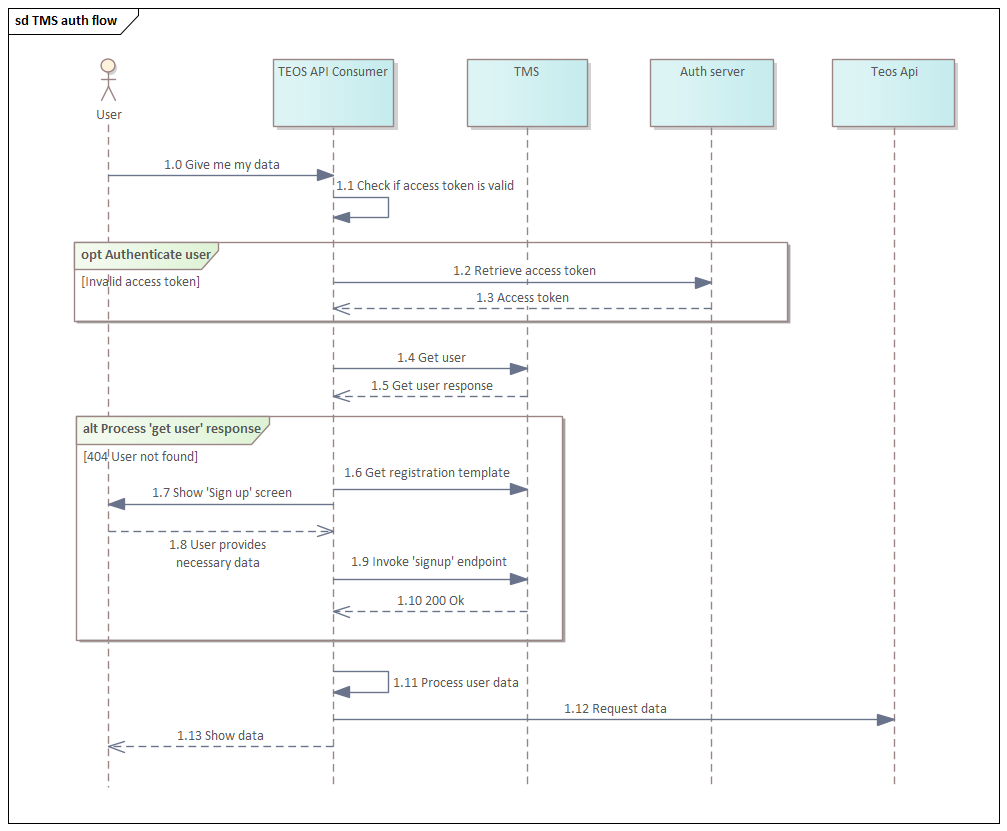 sd TMS auth flow
User
TEOS API Consumer
TMS
Auth server
Teos Api
1.0 Give me my data
1.1 Check if access token is valid
opt Authenticate user
[Invalid access token]
1.2 Retrieve access token
1.3 Access token
1.4 Get user
1.5 Get user response
alt Process 'get user' response
[404 User not found]
1.6 Get registration template
1.7 Show 'Sign up' screen
1.8 User provides
necessary data
1.9 Invoke 'signup' endpoint
1.10 200 Ok
1.11 Process user data
1.12 Request data
1.13 Show data